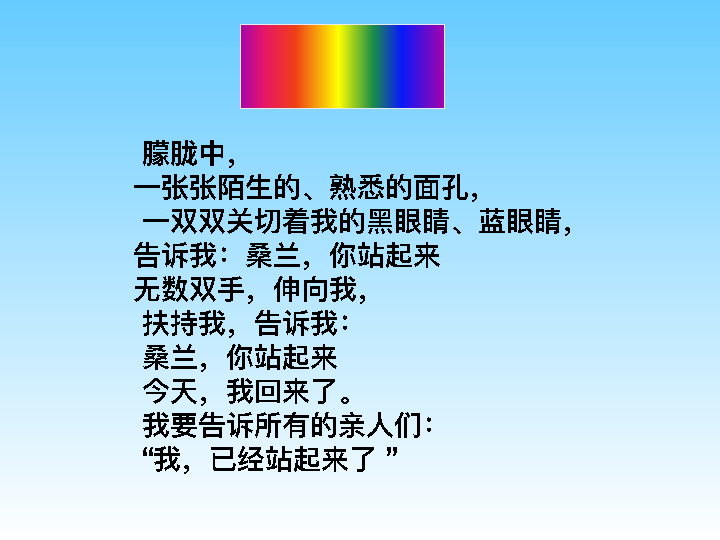 朦胧中，
一张张陌生的、熟悉的面孔，
一双双关切着我的黑眼睛、蓝眼睛，
告诉我：桑兰，你站起来
无数双手，伸向我，
扶持我，告诉我：
桑兰，你站起来
今天，我回来了。
我要告诉所有的亲人们：
“我，已经站起来了 ”